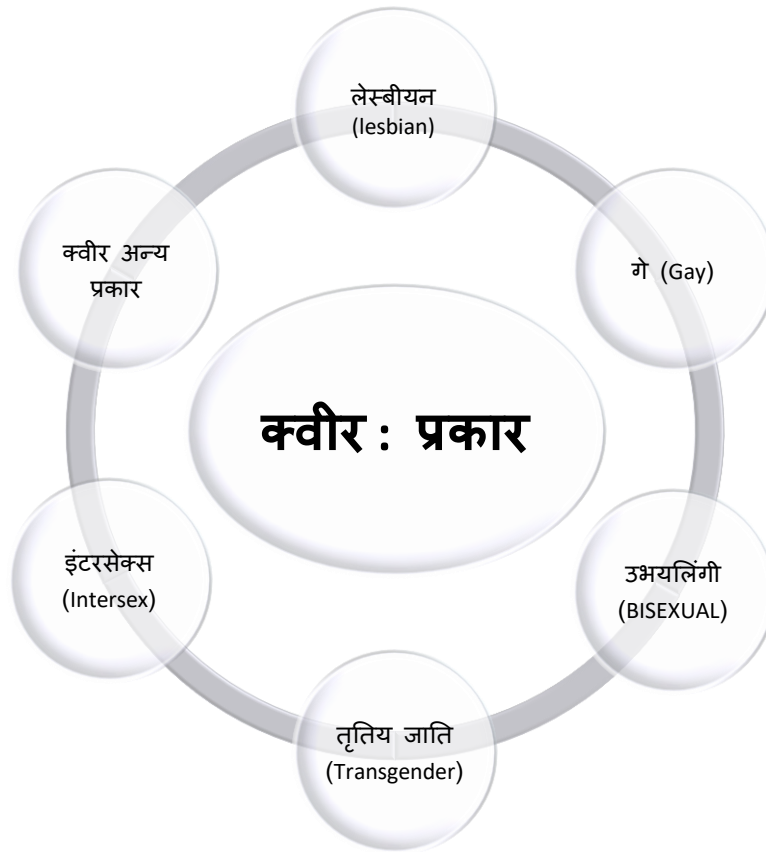 लेस्बीयन
(lesbian)
गे (Gay)
उभयलिंगी
(BISEXUAL)
तृतिय जाति
(Transgender)
इंटरसेक्स
(Intersex)
क्वीर अन्य
प्रकार
क्वीर : प्रकार